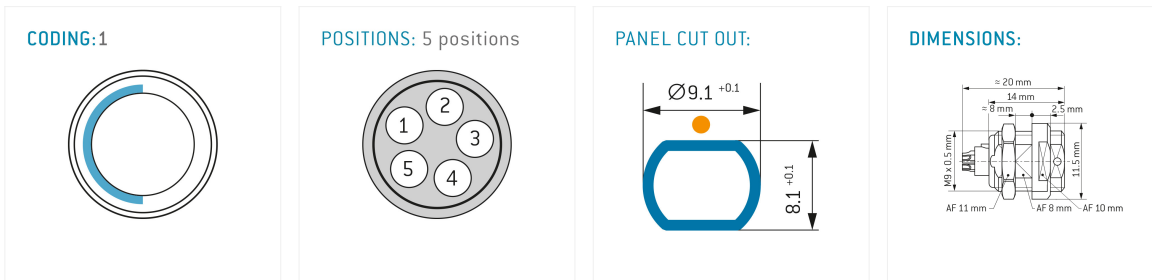 CODING: 1
POSITIONS: 5 positions
PANEL CUT OUT:
DIMENSIONS:
1
2
3
4
5
Ø9.1 +0.1
8.1 +0.1
≈ 20 mm
14 mm
≈ 8 mm
2.5 mm
M9 x 0.5 mm
11.5 mm
AF 11 mm
AF 8 mm
AF 10 mm